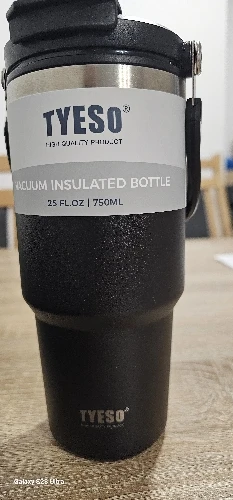 TYESO®
HIGH QUALITY PRODUCT
VACUUM INSULATED BOTTLE
25 FL.OZ | 750ML
TYESO®
Galaxy S23 Ultra